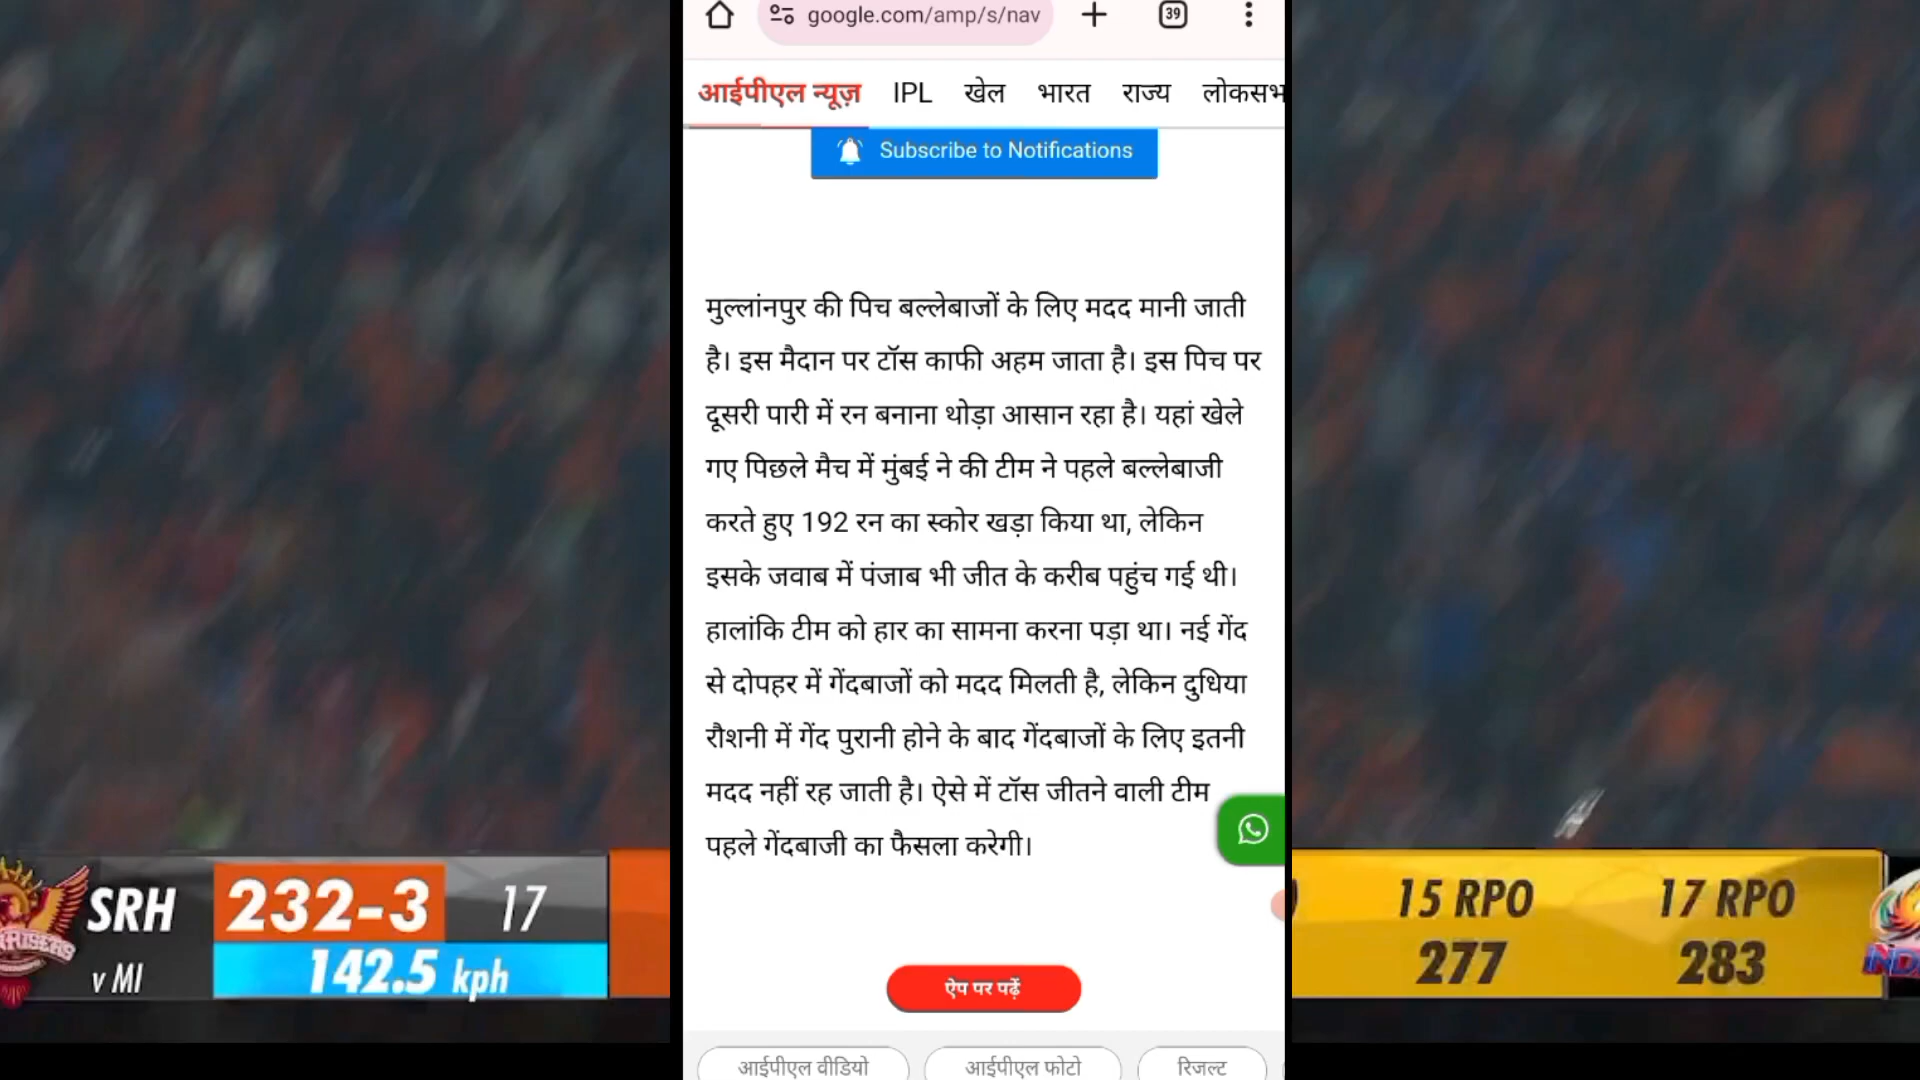 google.com/amp/s/nav
39
आईपीएल न्यूज़ IPL खेल भारत राज्य लोकसभ
Subscribe to Notifications
मुल्लांनपुर की पिच बल्लेबाजों के लिए मदद मानी जाती
है। इस मैदान पर टॉस काफी अहम जाता है। इस पिच पर
दूसरी पारी में रन बनाना थोड़ा आसान रहा है। यहां खेले
गए पिछले मैच में मुंबई ने की टीम ने पहले बल्लेबाजी
करते हुए 192 रन का स्कोर खड़ा किया था, लेकिन
इसके जवाब में पंजाब भी जीत के करीब पहुंच गई थी।
हालांकि टीम को हार का सामना करना पड़ा था। नई गेंद
से दोपहर में गेंदबाजों को मदद मिलती है, लेकिन दुधिया
रौशनी में गेंद पुरानी होने के बाद गेंदबाजों के लिए इतनी
मदद नहीं रह जाती है। ऐसे में टॉस जीतने वाली टीम
पहले गेंदबाजी का फैसला करेगी।
ऐप पर पढ़ें
आईपीएल वीडियो आईपीएल फोटो रिजल्ट
SRH 232-3 17
v MI 142.5 kph
15 RPO 17 RPO
277 283